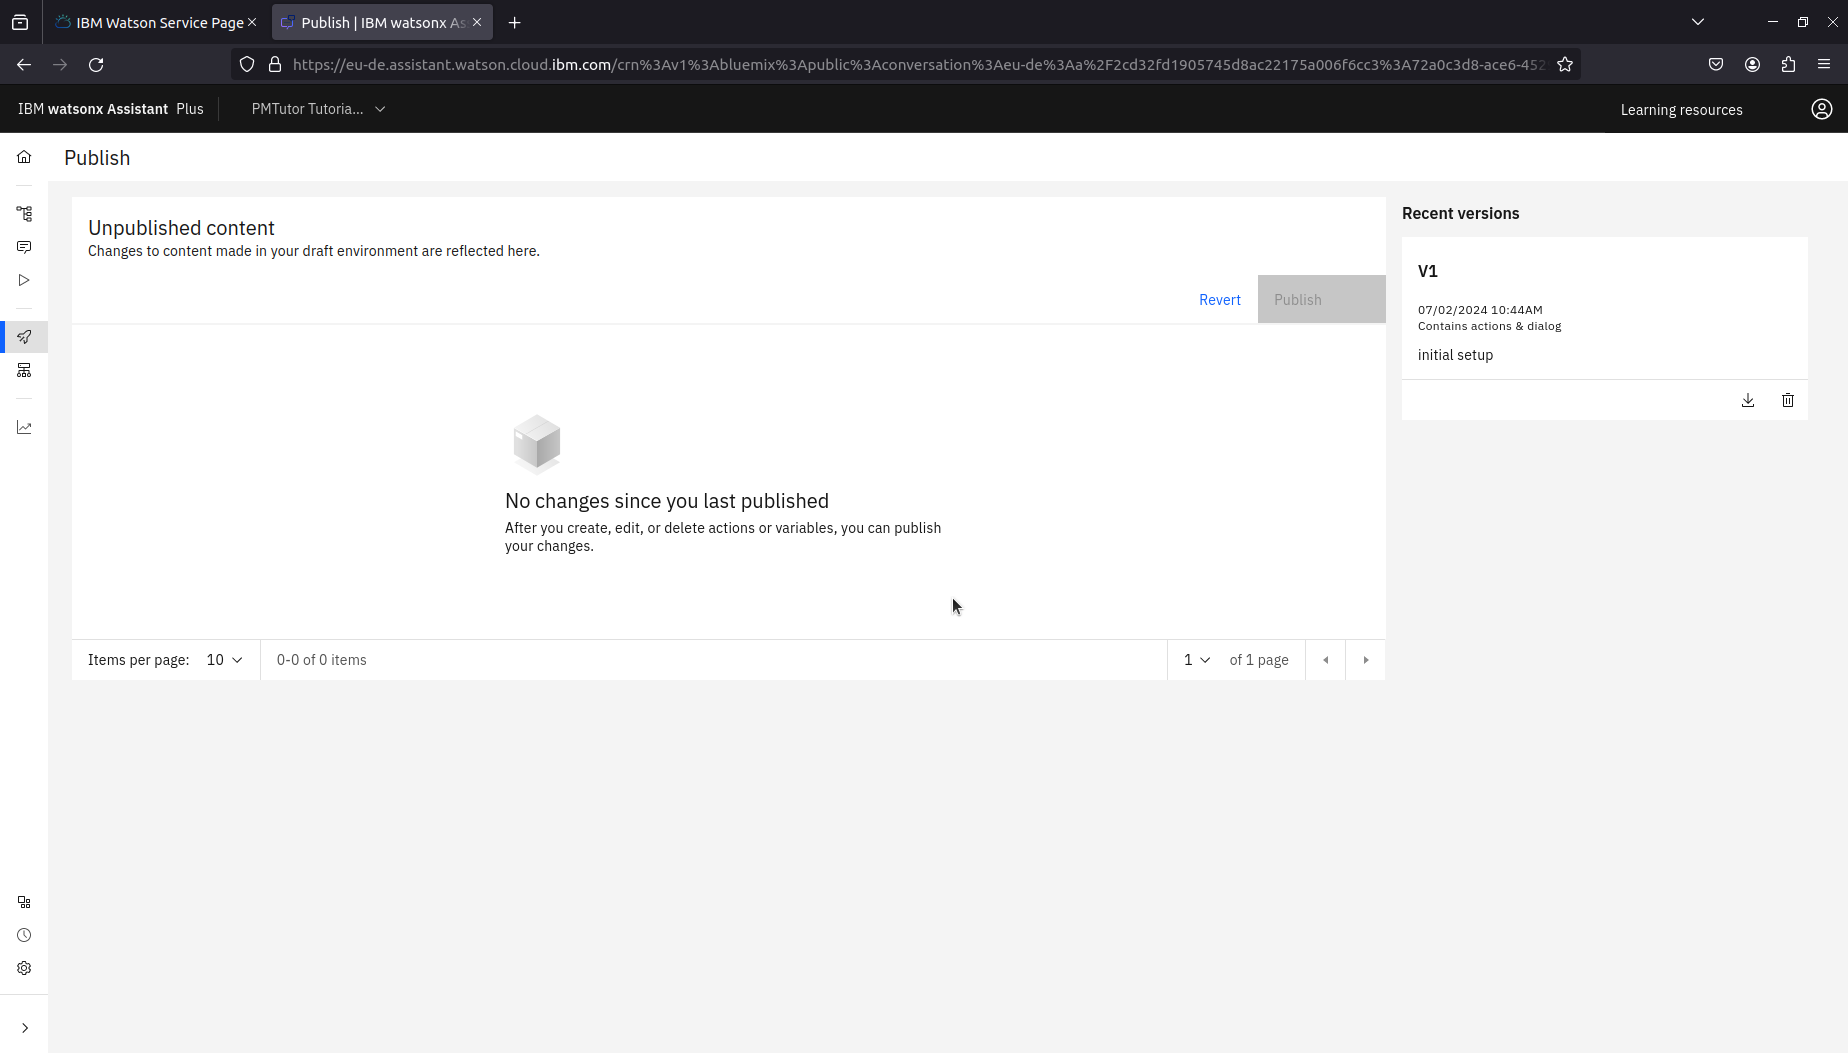 IBM Watson Service Page
Publish | IBM watsonx As
https://eu-de.assistant.watson.cloud.ibm.com/crn%3Av1%3Abluemix%3Apublic%3Aconversation%3Aeu-de%3Aa%2F2cd32fd1905745d8ac22175a006f6cc3%3A72a0c3d8-ace6-452
IBM watsonx Assistant Plus
PMTutor Tutoria...
Learning resources
Publish
Unpublished content
Changes to content made in your draft environment are reflected here.
Revert
Publish
No changes since you last published
After you create, edit, or delete actions or variables, you can publish
your changes.
Items per page: 10
0-0 of 0 items
1
of 1 page
Recent versions
V1
07/02/2024 10:44AM
Contains actions & dialog
initial setup